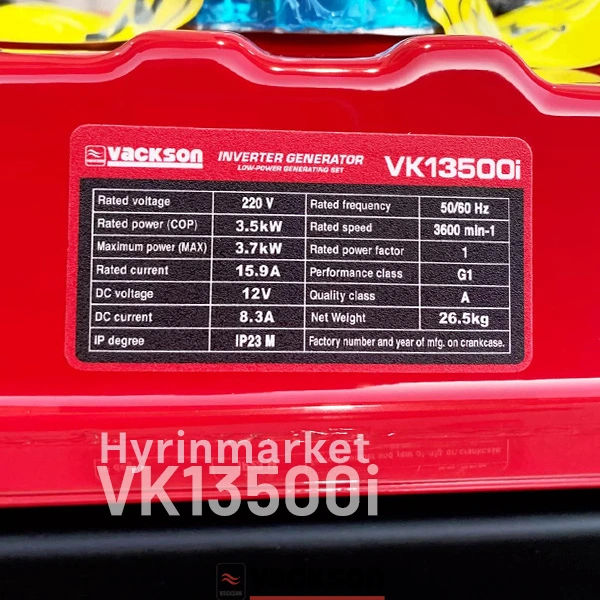 VACKSON INVERTER GENERATOR VK13500i
LOW-POWER GENERATING SET
Rated voltage 220 V Rated frequency 50/60 Hz
Rated power (COP) 3.5kW Rated speed 3600 min-1
Maximum power (MAX) 3.7kW Rated power factor 1
Rated current 15.9A Performance class G1
DC voltage 12V Quality class A
DC current 8.3A Net Weight 26.5kg
IP degree IP23 M Factory number and year of mfg. on crankcase.
Hyrinmarket
VK13500i
VACKSON VACKSON